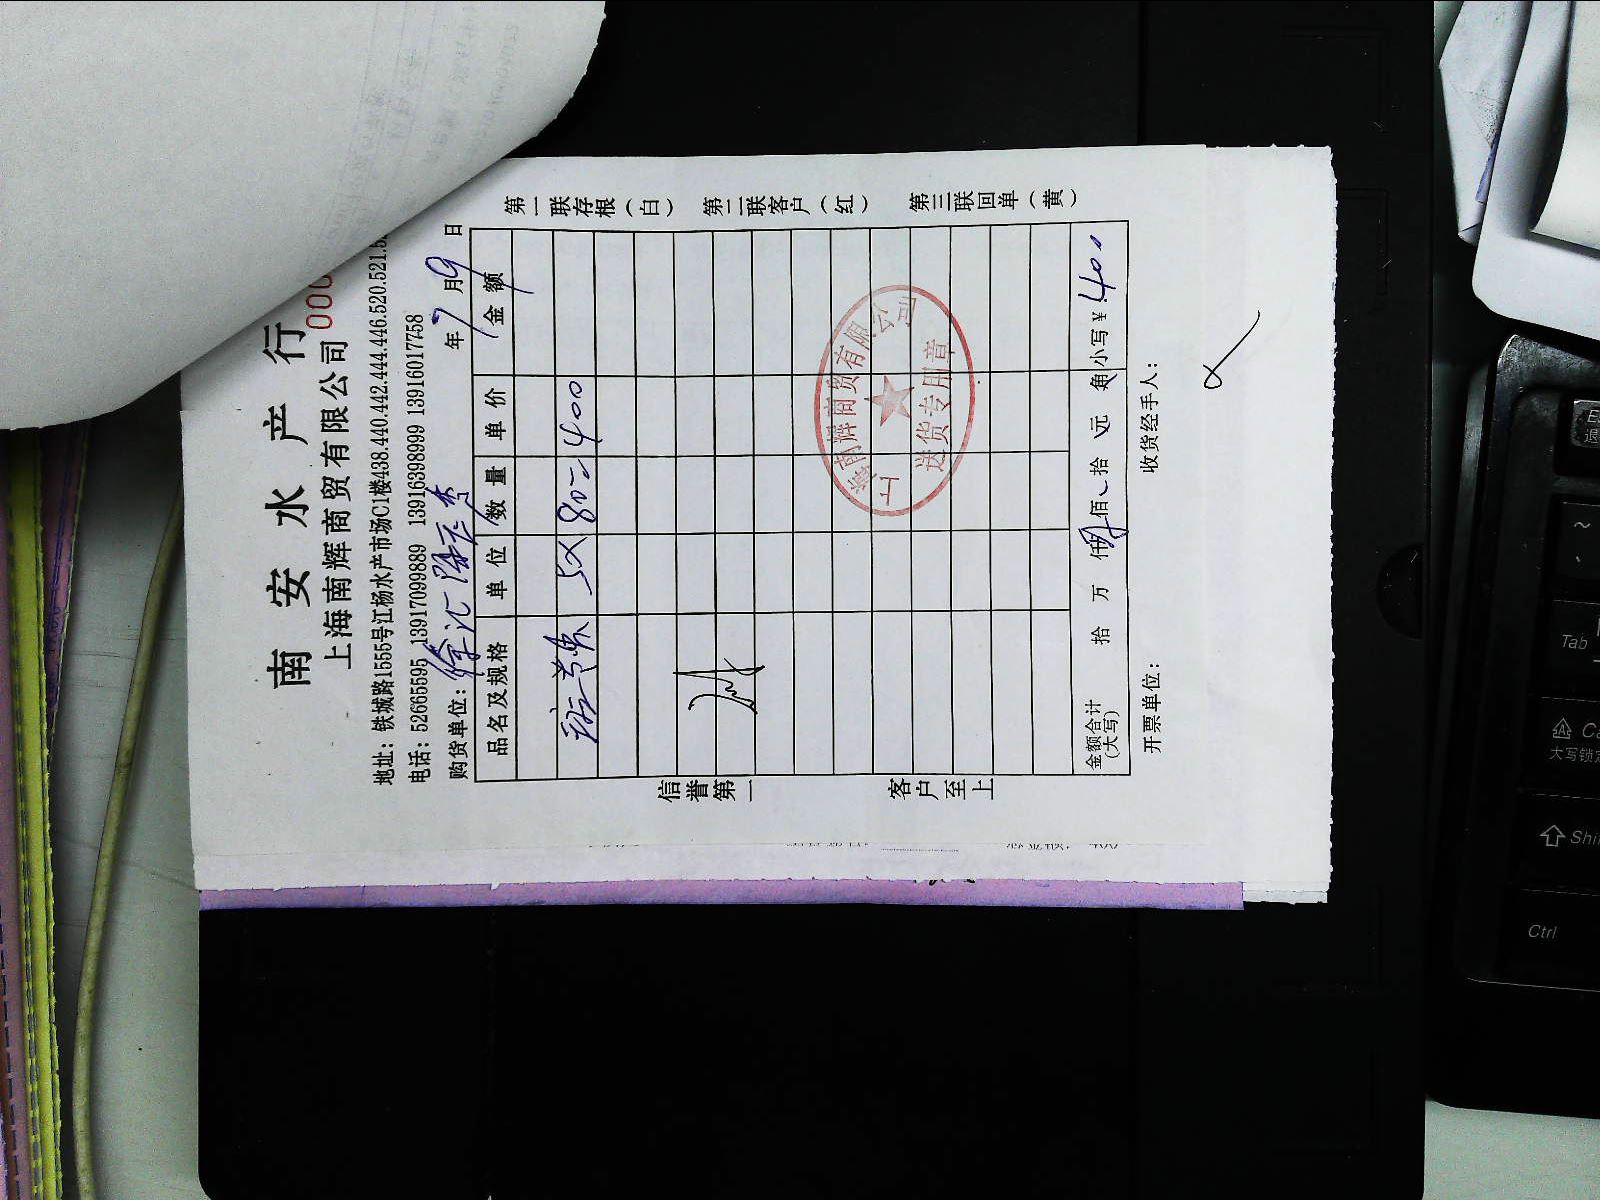 南安水产行
上海南辉商贸有限公司
000
地址：铁城路1555号江杨水产市场C1楼438.440.442.444.446.520.521.5
电话：52665595 13917099889 13916398999 13916017758
购货单位：徐汇 年7月9日
品名及规格 单位 数量 单价 金额
5× 80=400
金额合计(大写) 拾 万 仟 佰 拾 元 角 小写￥400
开票单位： 收货经手人：
信誉第一 客户至上
第一联存根（白） 第二联客户（红） 第三联回单（黄）
上海南辉商贸有限公司
送货专用章
~
Tab
大写锁定
Shi
Ctrl